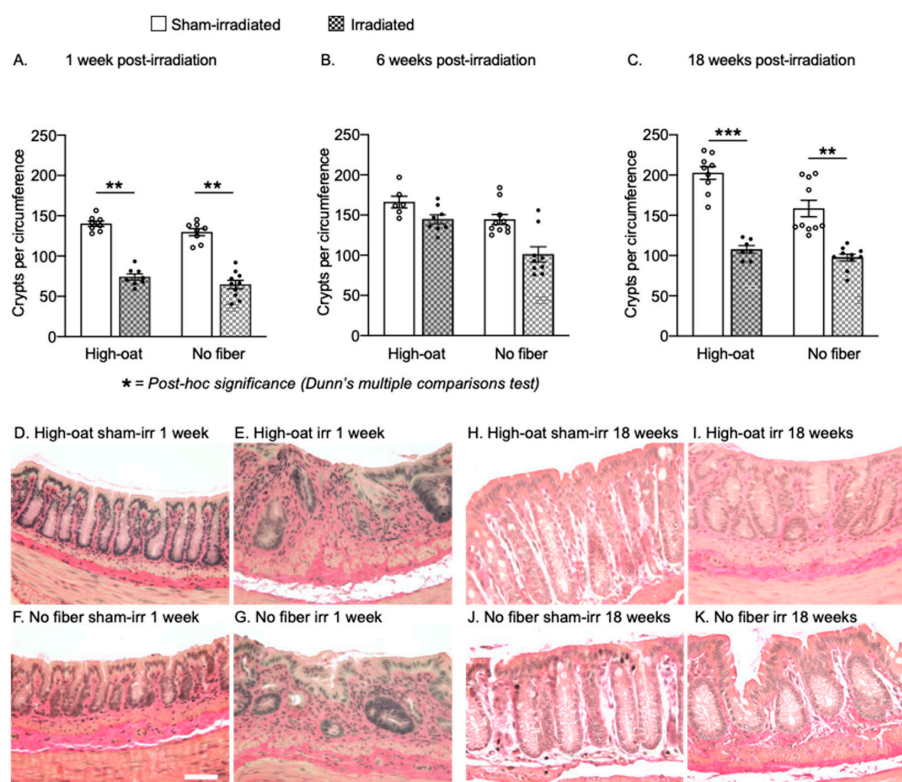 Sham-irradiated Irradiated
A. 1 week post-irradiation B. 6 weeks post-irradiation C. 18 weeks post-irradiation
Crypts per circumference
250
200
150
100
50
0
** **
High-oat No fiber
Crypts per circumference
250
200
150
100
50
0
High-oat No fiber
Crypts per circumference
250
200
150
100
50
0
*** **
High-oat No fiber
* = Post-hoc significance (Dunn's multiple comparisons test)
D. High-oat sham-irr 1 week E. High-oat irr 1 week H. High-oat sham-irr 18 weeks I. High-oat irr 18 weeks
F. No fiber sham-irr 1 week G. No fiber irr 1 week J. No fiber sham-irr 18 weeks K. No fiber irr 18 weeks